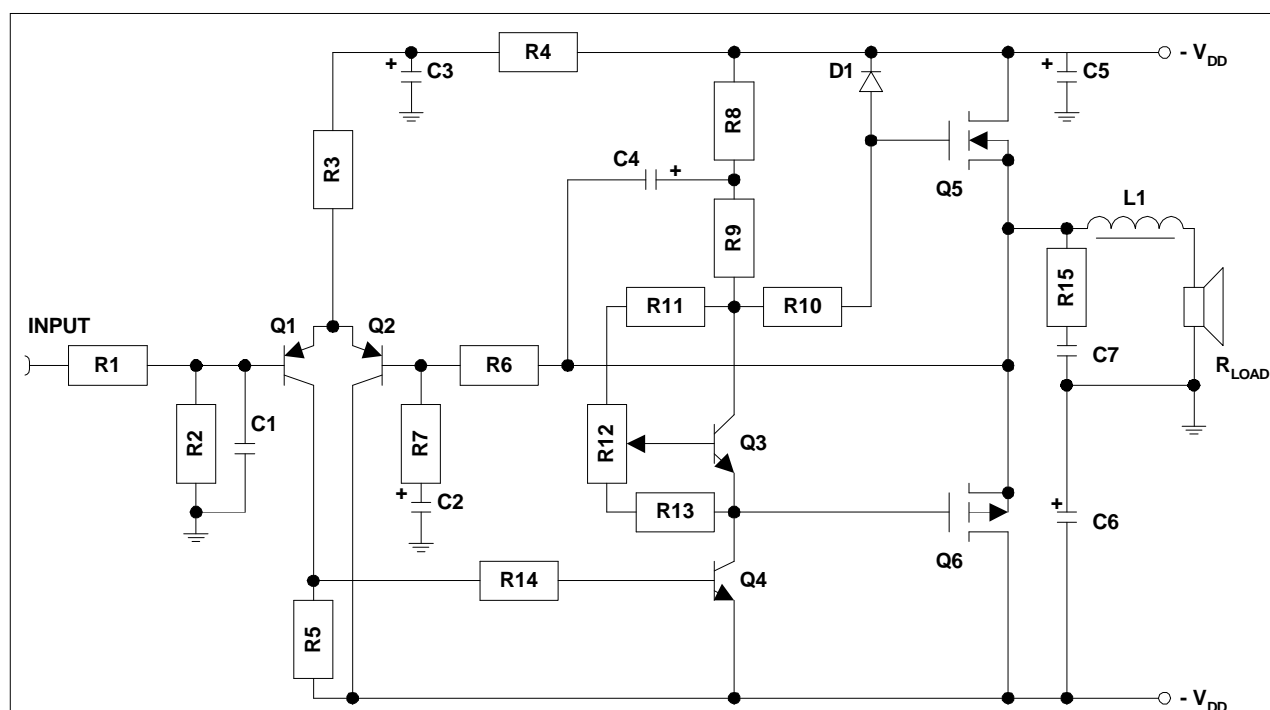 R4
- VDD
+
C3
D1
+
C5
R3
R8
C4
+
Q5
L1
R9
R11
R10
R15
INPUT
Q1
Q2
C7
RLOAD
R1
R6
R2
C1
R7
R12
Q3
+
C2
R13
+
C6
Q6
R14
Q4
R5
- VDD